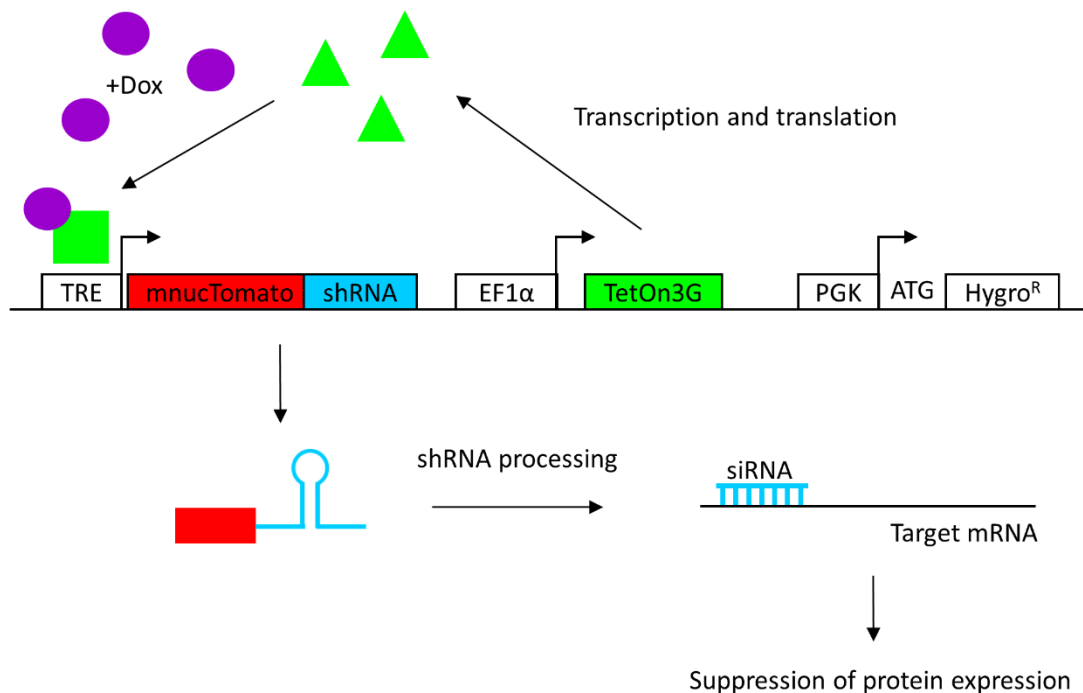 +Dox
Transcription and translation
TRE
mnucTomato
shRNA
EF1α
TetOn3G
PGK
ATG
Hygroᴿ
shRNA processing
siRNA
Target mRNA
Suppression of protein expression